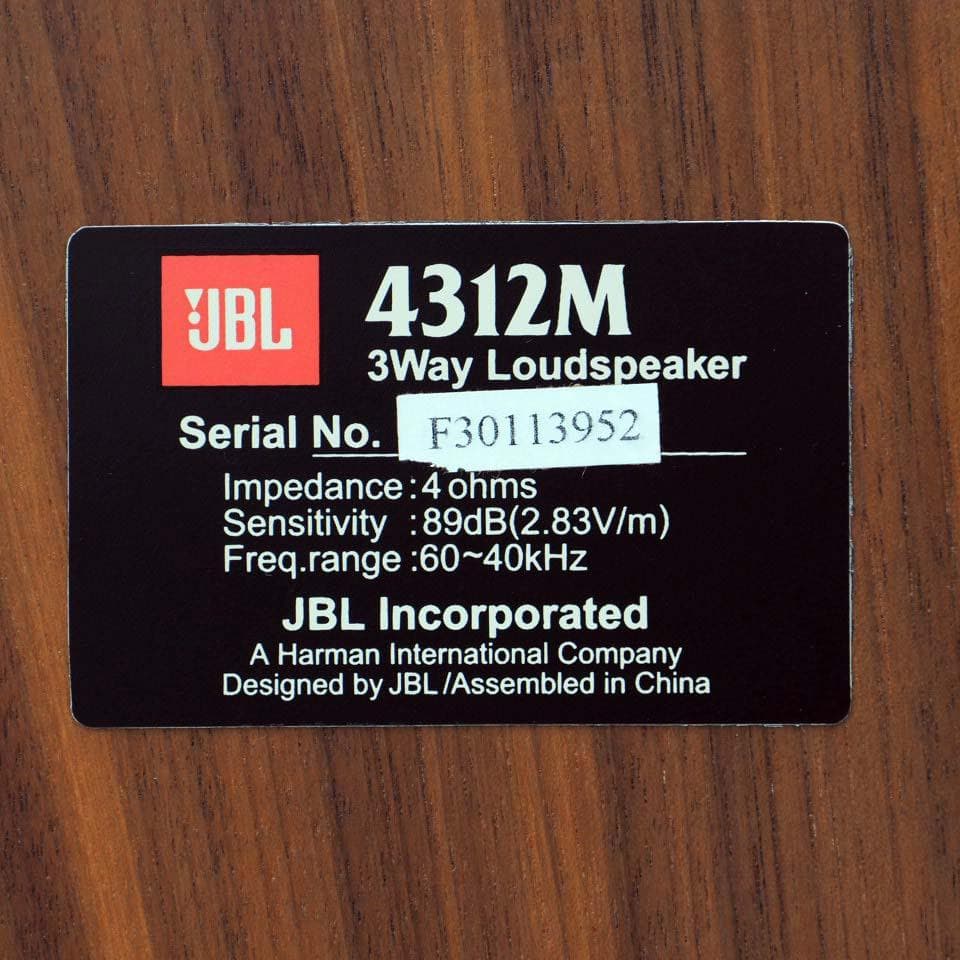 JBL
4312M
3Way Loudspeaker
Serial No. F30113952
Impedance : 4 ohms
Sensitivity : 89dB(2.83V/m)
Freq.range : 60~40kHz
JBL Incorporated
A Harman International Company
Designed by JBL /Assembled in China